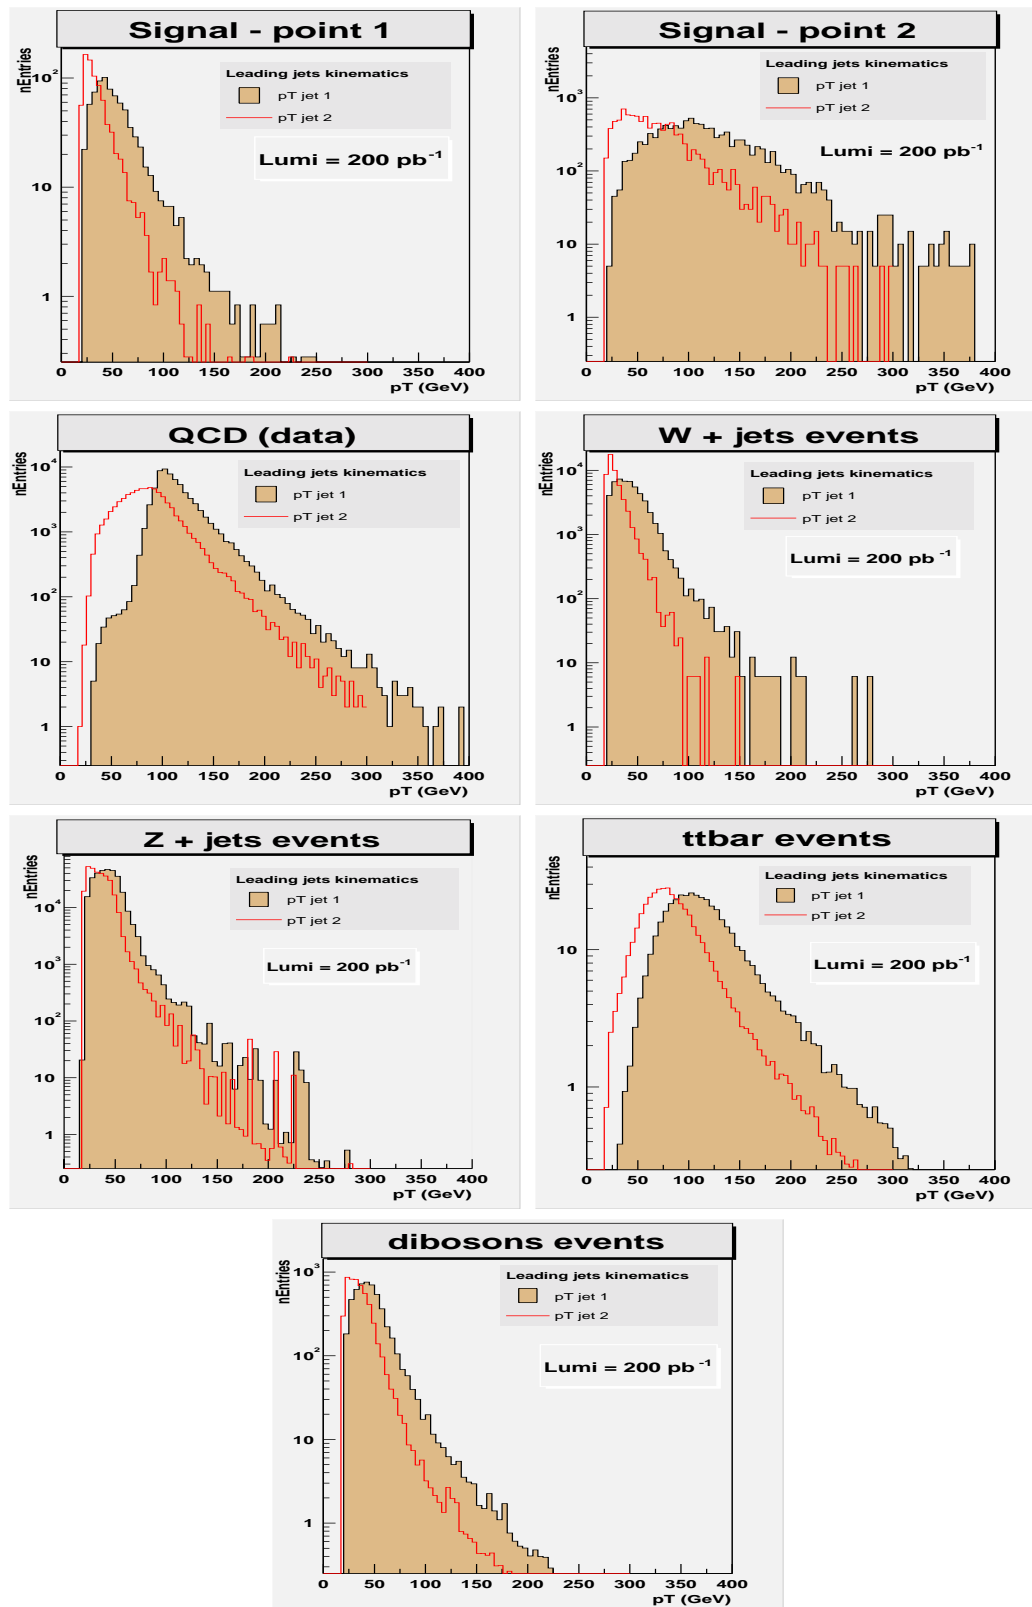 Signal - point 1
nEntries
Leading jets kinematics
pT jet 1
pT jet 2
Lumi = 200 pb-1
10²
10
1
0 50 100 150 200 250 300 350 400
pT (GeV)
Signal - point 2
nEntries
Leading jets kinematics
pT jet 1
pT jet 2
Lumi = 200 pb-1
10³
10²
10
1
0 50 100 150 200 250 300 350 400
pT (GeV)
QCD (data)
nEntries
Leading jets kinematics
pT jet 1
pT jet 2
10⁴
10³
10²
10
1
0 50 100 150 200 250 300 350 400
pT (GeV)
W + jets events
nEntries
Leading jets kinematics
pT jet 1
pT jet 2
Lumi = 200 pb -1
10⁴
10³
10²
10
1
0 50 100 150 200 250 300 350 400
pT (GeV)
Z + jets events
nEntries
Leading jets kinematics
pT jet 1
pT jet 2
Lumi = 200 pb-1
10⁴
10³
10²
10
1
0 50 100 150 200 250 300 350 400
pT (GeV)
ttbar events
nEntries
Leading jets kinematics
pT jet 1
pT jet 2
Lumi = 200 pb-1
10
1
0 50 100 150 200 250 300 350 400
pT (GeV)
dibosons events
nEntries
Leading jets kinematics
pT jet 1
pT jet 2
Lumi = 200 pb -1
10³
10²
10
1
0 50 100 150 200 250 300 350 400
pT (GeV)